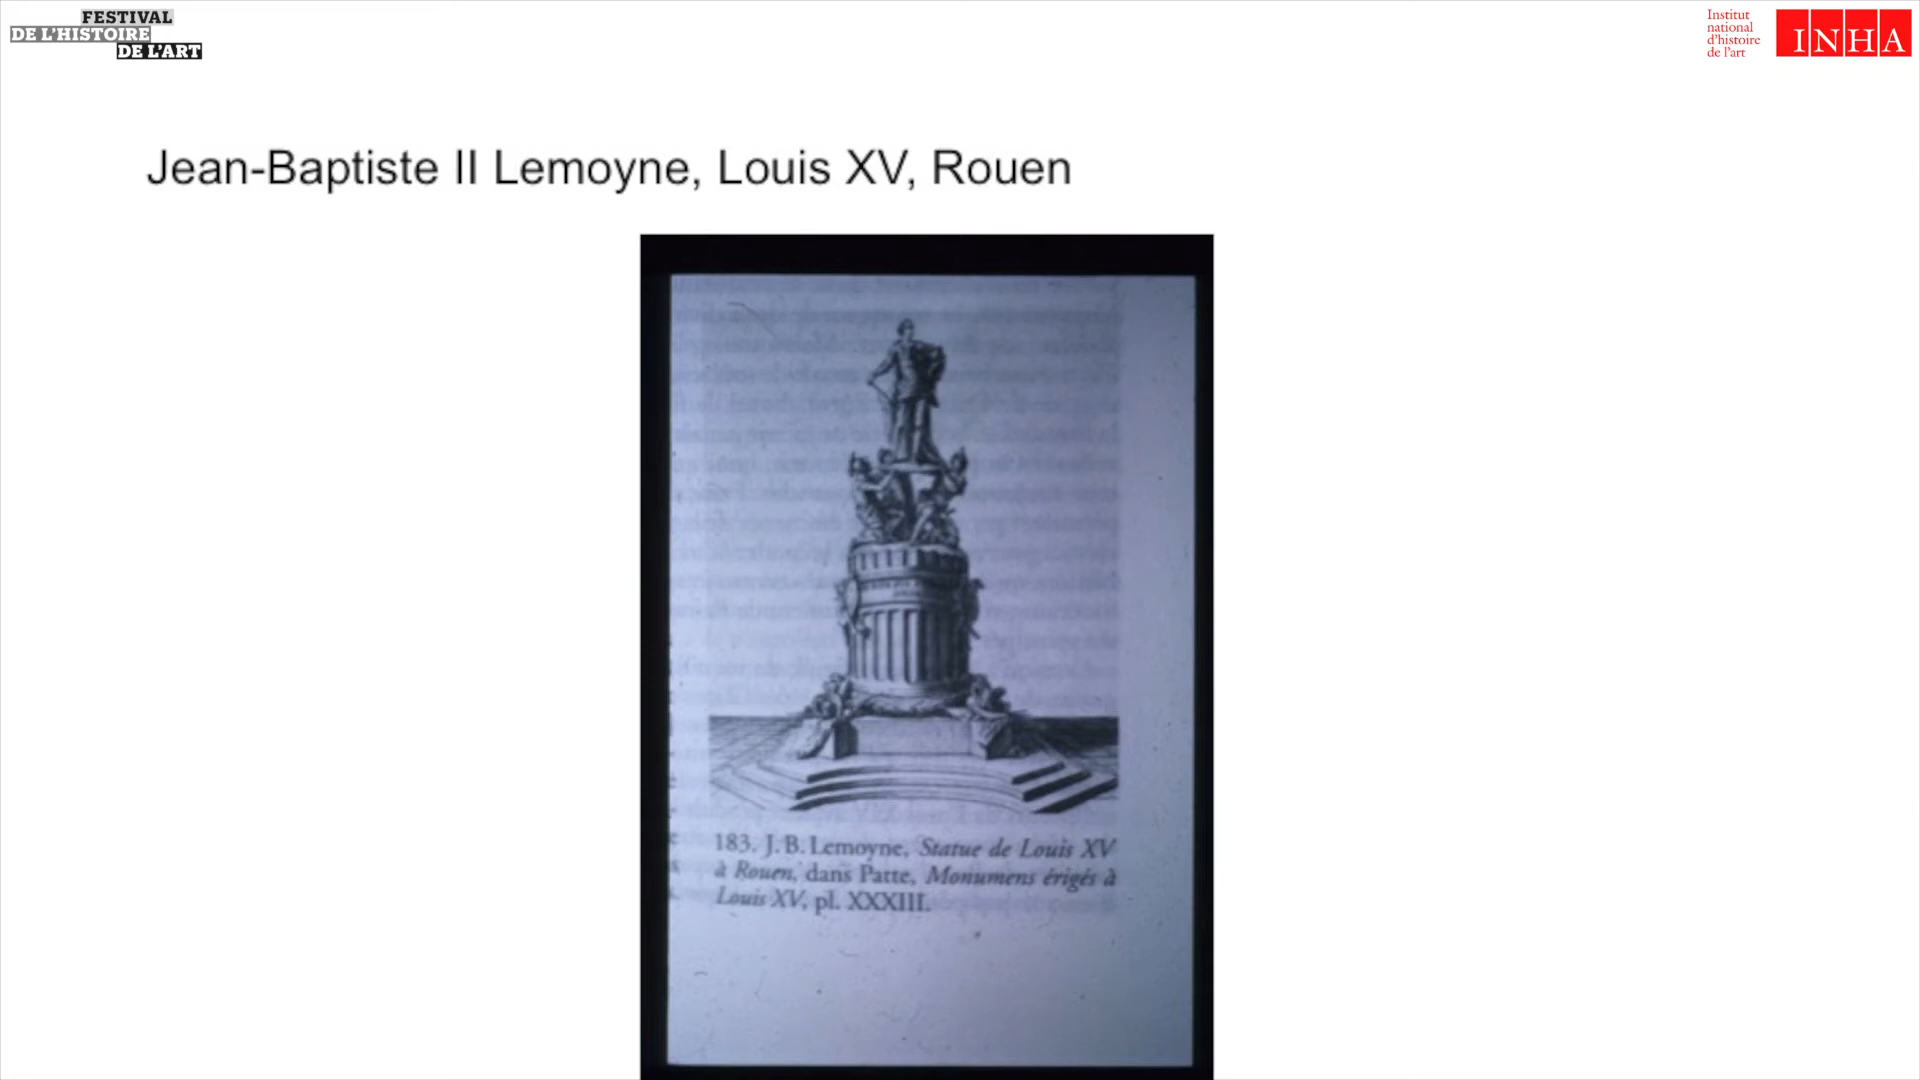 FESTIVAL
DE L'HISTOIRE
DE L'ART
Institut
national
d'histoire
de l'art
INHA
Jean-Baptiste II Lemoyne, Louis XV, Rouen
183. J. B. Lemoyne, Statue de Louis XV
à Rouen, dans Patte, Monumens érigés à
Louis XV, pl. XXXIII.